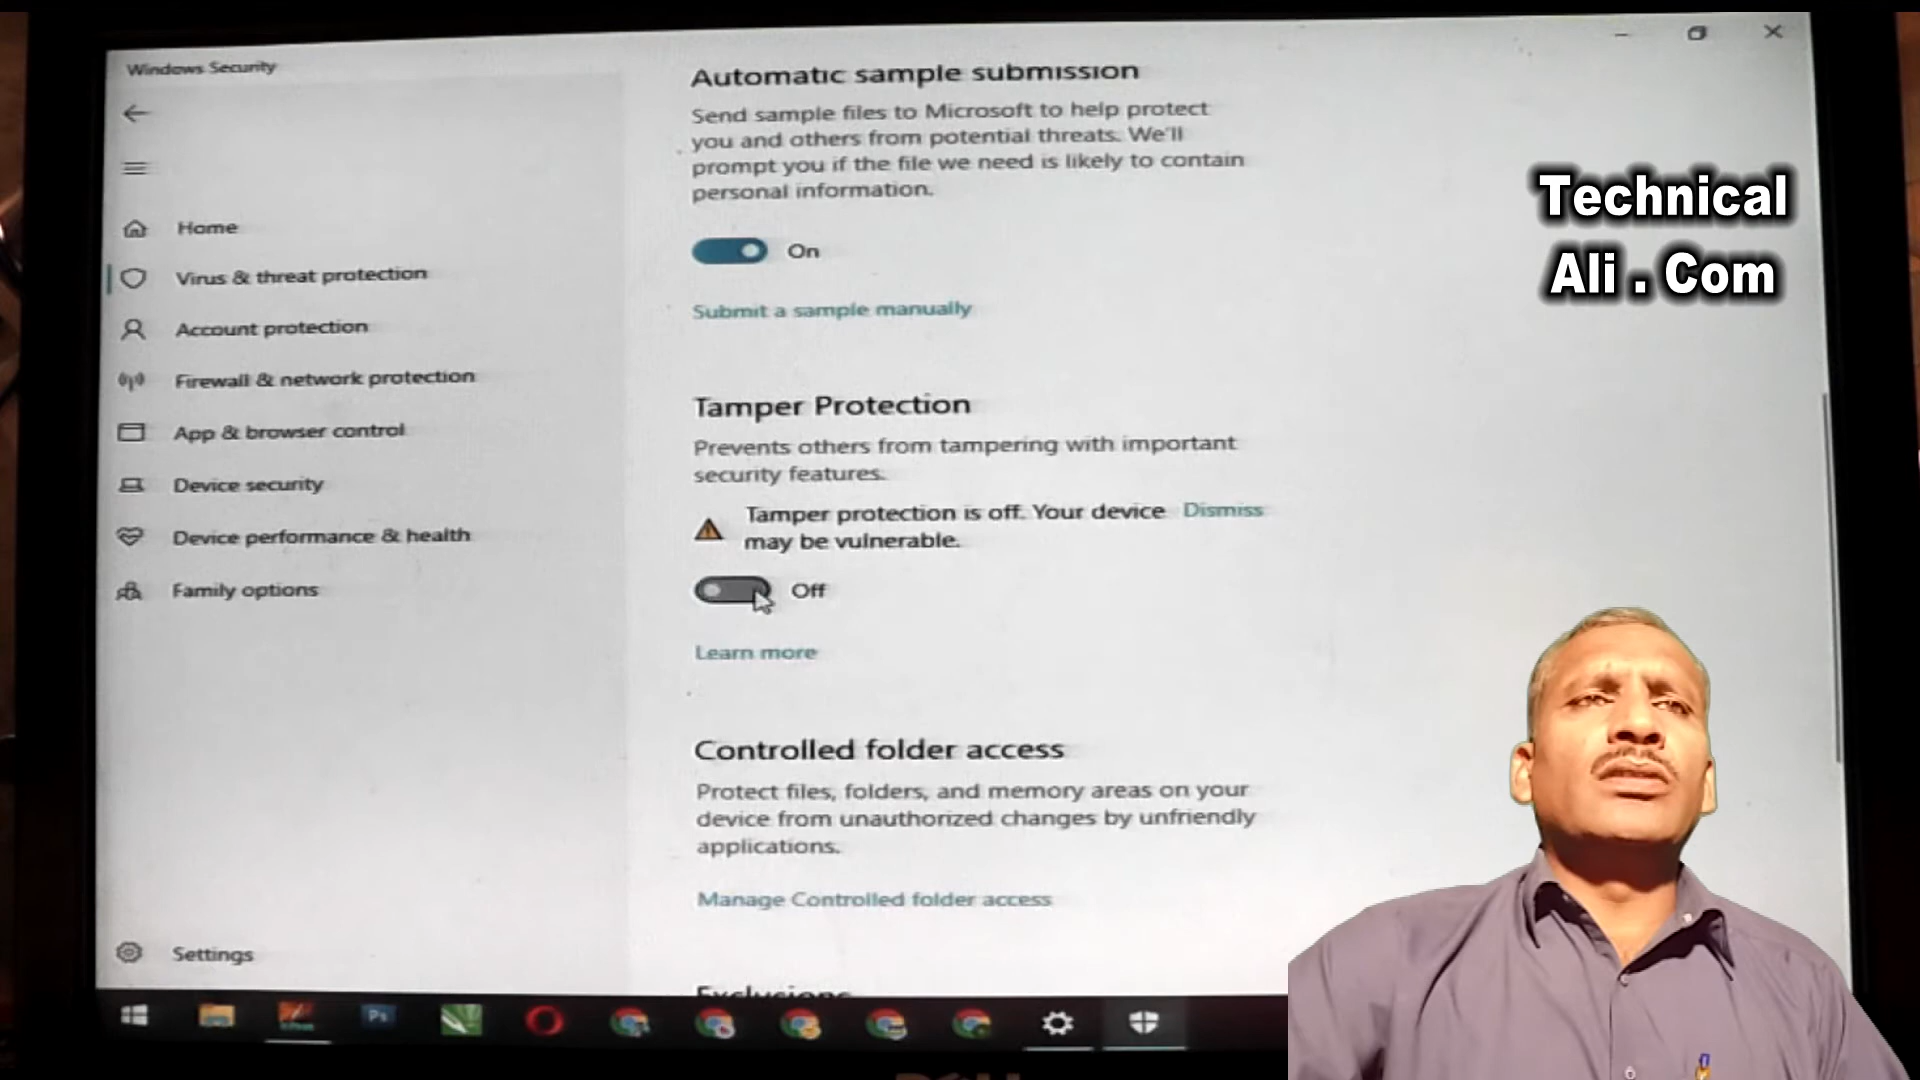 Windows Security
Automatic sample submission
Send sample files to Microsoft to help protect
you and others from potential threats. We'll
prompt you if the file we need is likely to contain
personal information.
On
Submit a sample manually
Home
Virus & threat protection
Account protection
Firewall & network protection
App & browser control
Device security
Device performance & health
Family options
Settings
Tamper Protection
Prevents others from tampering with important
security features.
Tamper protection is off. Your device Dismiss
may be vulnerable.
Off
Learn more
Controlled folder access
Protect files, folders, and memory areas on your
device from unauthorized changes by unfriendly
applications.
Manage Controlled folder access
Exclusions
Ps
Technical
Ali . Com